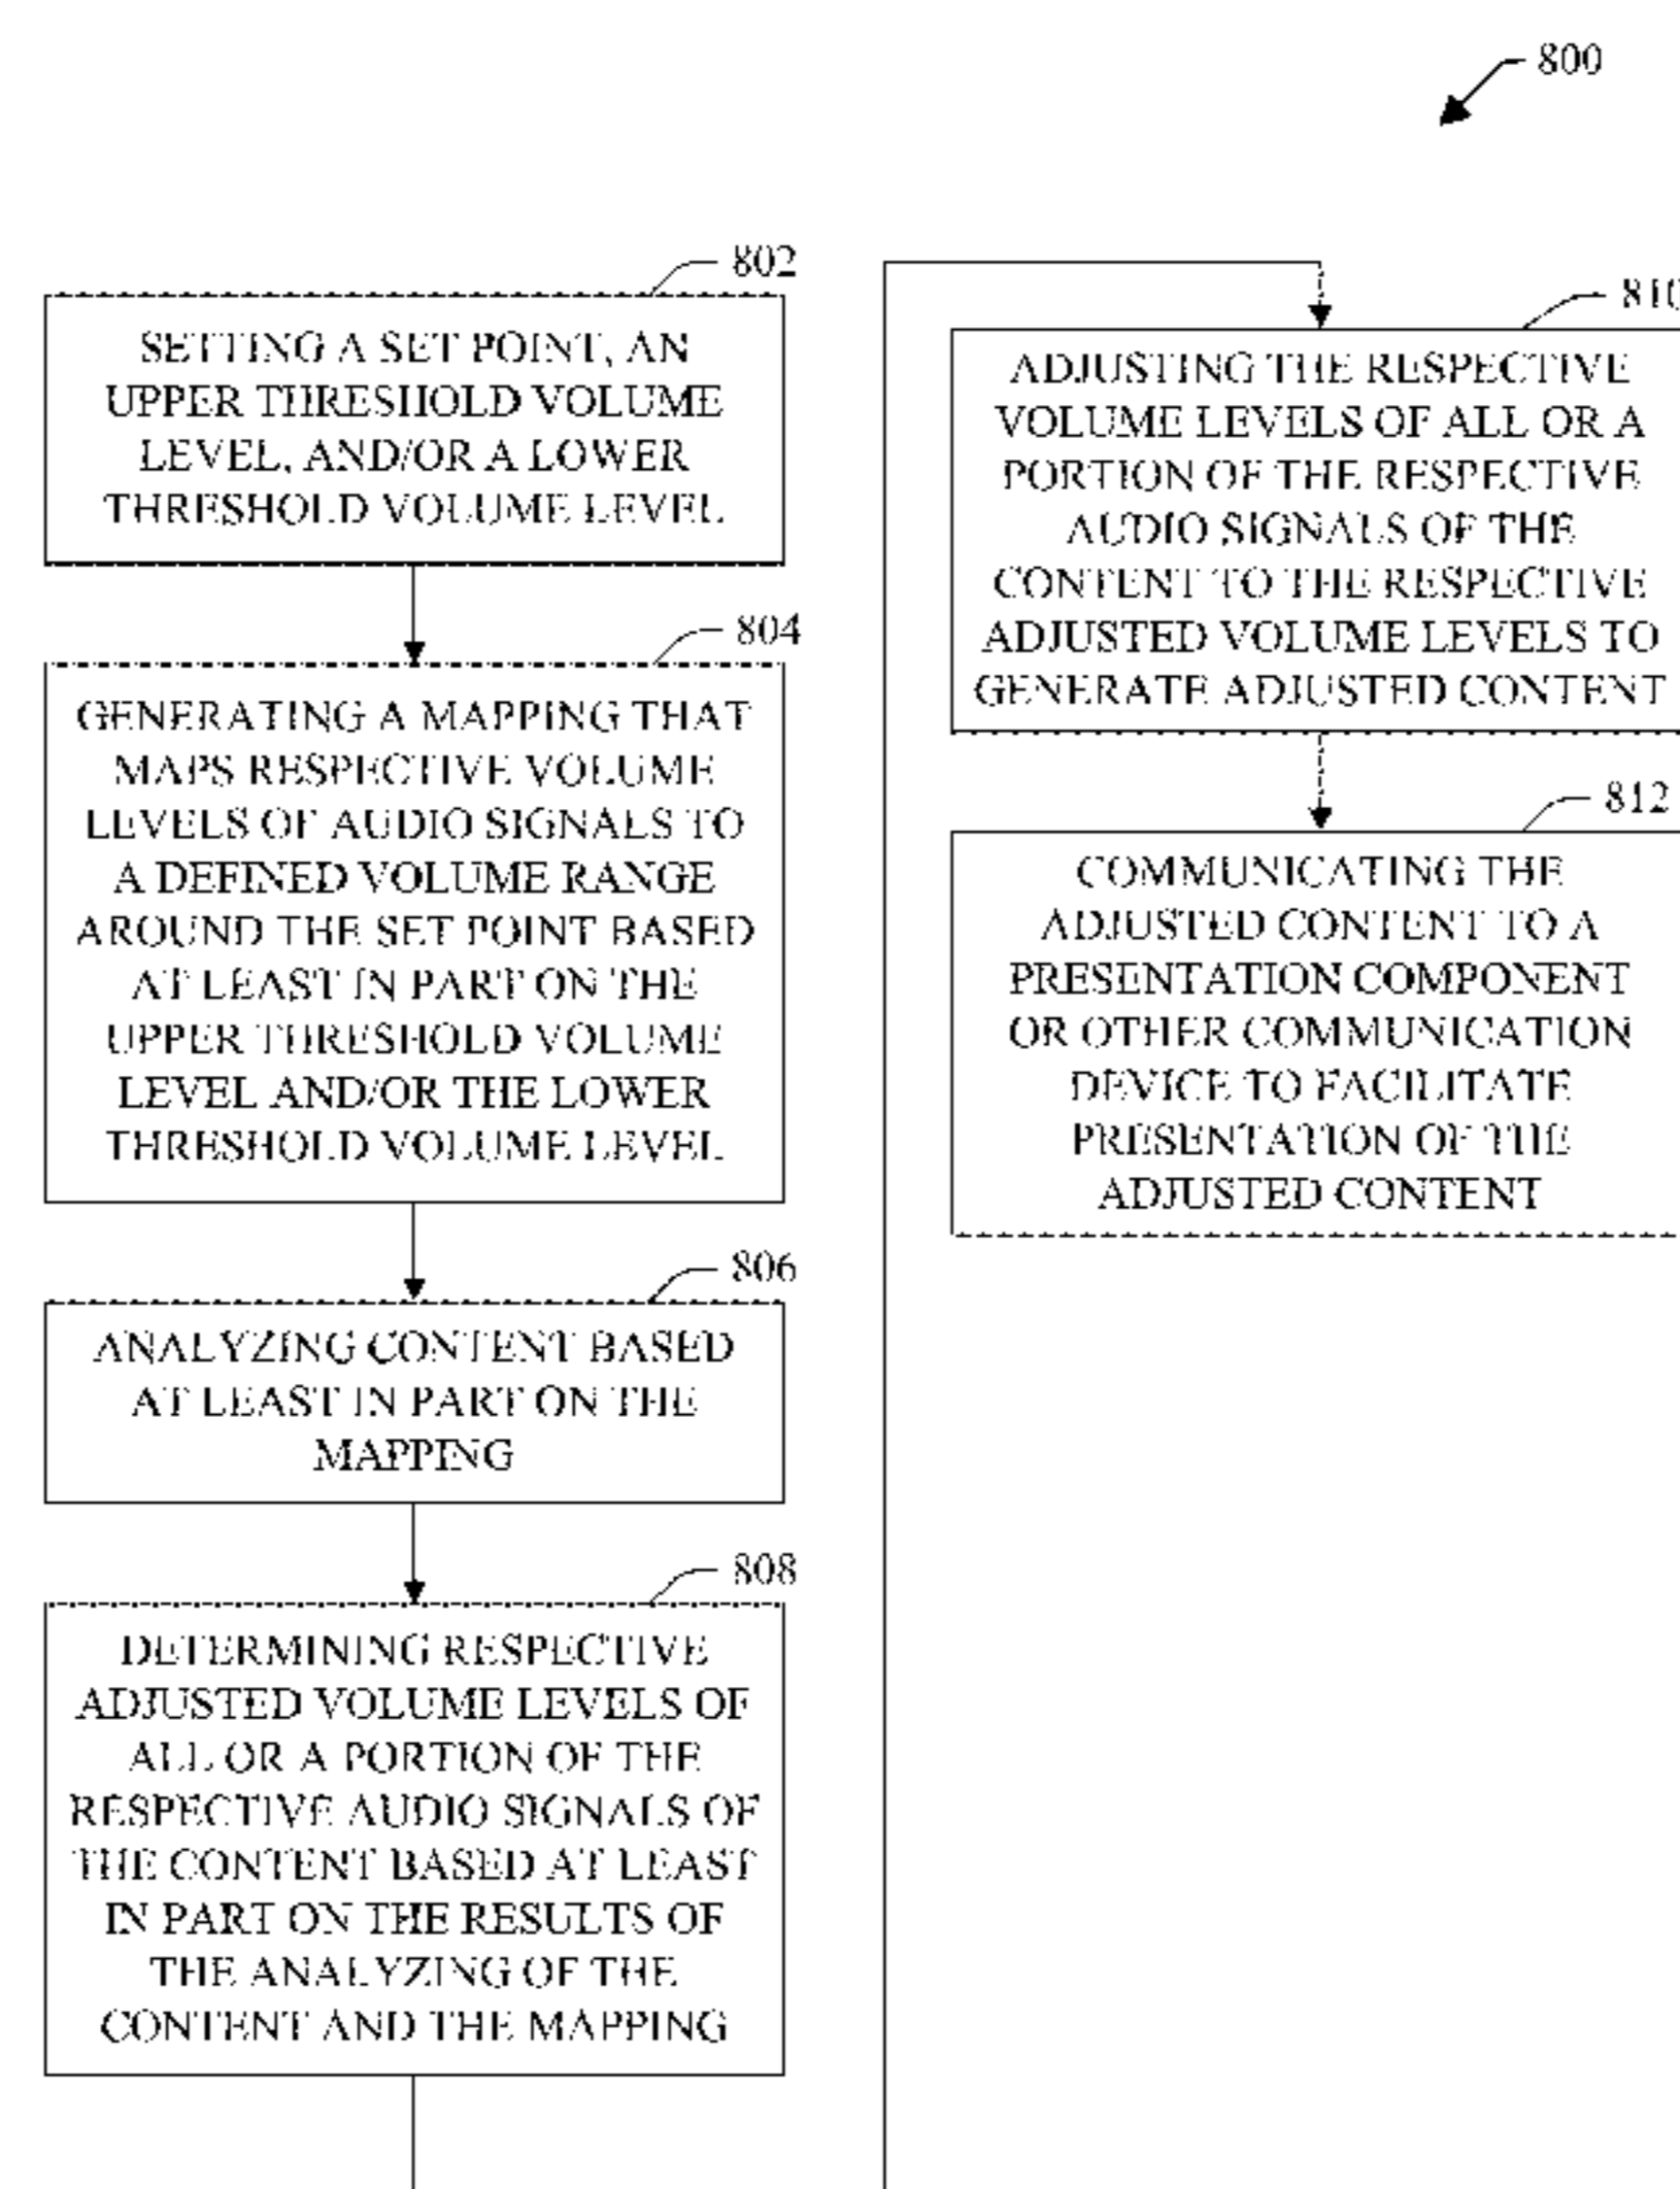 800
802
SETTING A SET POINT, AN
UPPER THRESHOLD VOLUME
LEVEL, AND/OR A LOWER
THRESHOLD VOLUME LEVEL
804
GENERATING A MAPPING THAT
MAPS RESPECTIVE VOLUME
LEVELS OF AUDIO SIGNALS TO
A DEFINED VOLUME RANGE
AROUND THE SET POINT BASED
AT LEAST IN PART ON THE
UPPER THRESHOLD VOLUME
LEVEL AND/OR THE LOWER
THRESHOLD VOLUME LEVEL
806
ANALYZING CONTENT BASED
AT LEAST IN PART ON THE
MAPPING
808
DETERMINING RESPECTIVE
ADJUSTED VOLUME LEVELS OF
ALL OR A PORTION OF THE
RESPECTIVE AUDIO SIGNALS OF
THE CONTENT BASED AT LEAST
IN PART ON THE RESULTS OF
THE ANALYZING OF THE
CONTENT AND THE MAPPING
810
ADJUSTING THE RESPECTIVE
VOLUME LEVELS OF ALL OR A
PORTION OF THE RESPECTIVE
AUDIO SIGNALS OF THE
CONTENT TO THE RESPECTIVE
ADJUSTED VOLUME LEVELS TO
GENERATE ADJUSTED CONTENT
812
COMMUNICATING THE
ADJUSTED CONTENT TO A
PRESENTATION COMPONENT
OR OTHER COMMUNICATION
DEVICE TO FACILITATE
PRESENTATION OF THE
ADJUSTED CONTENT